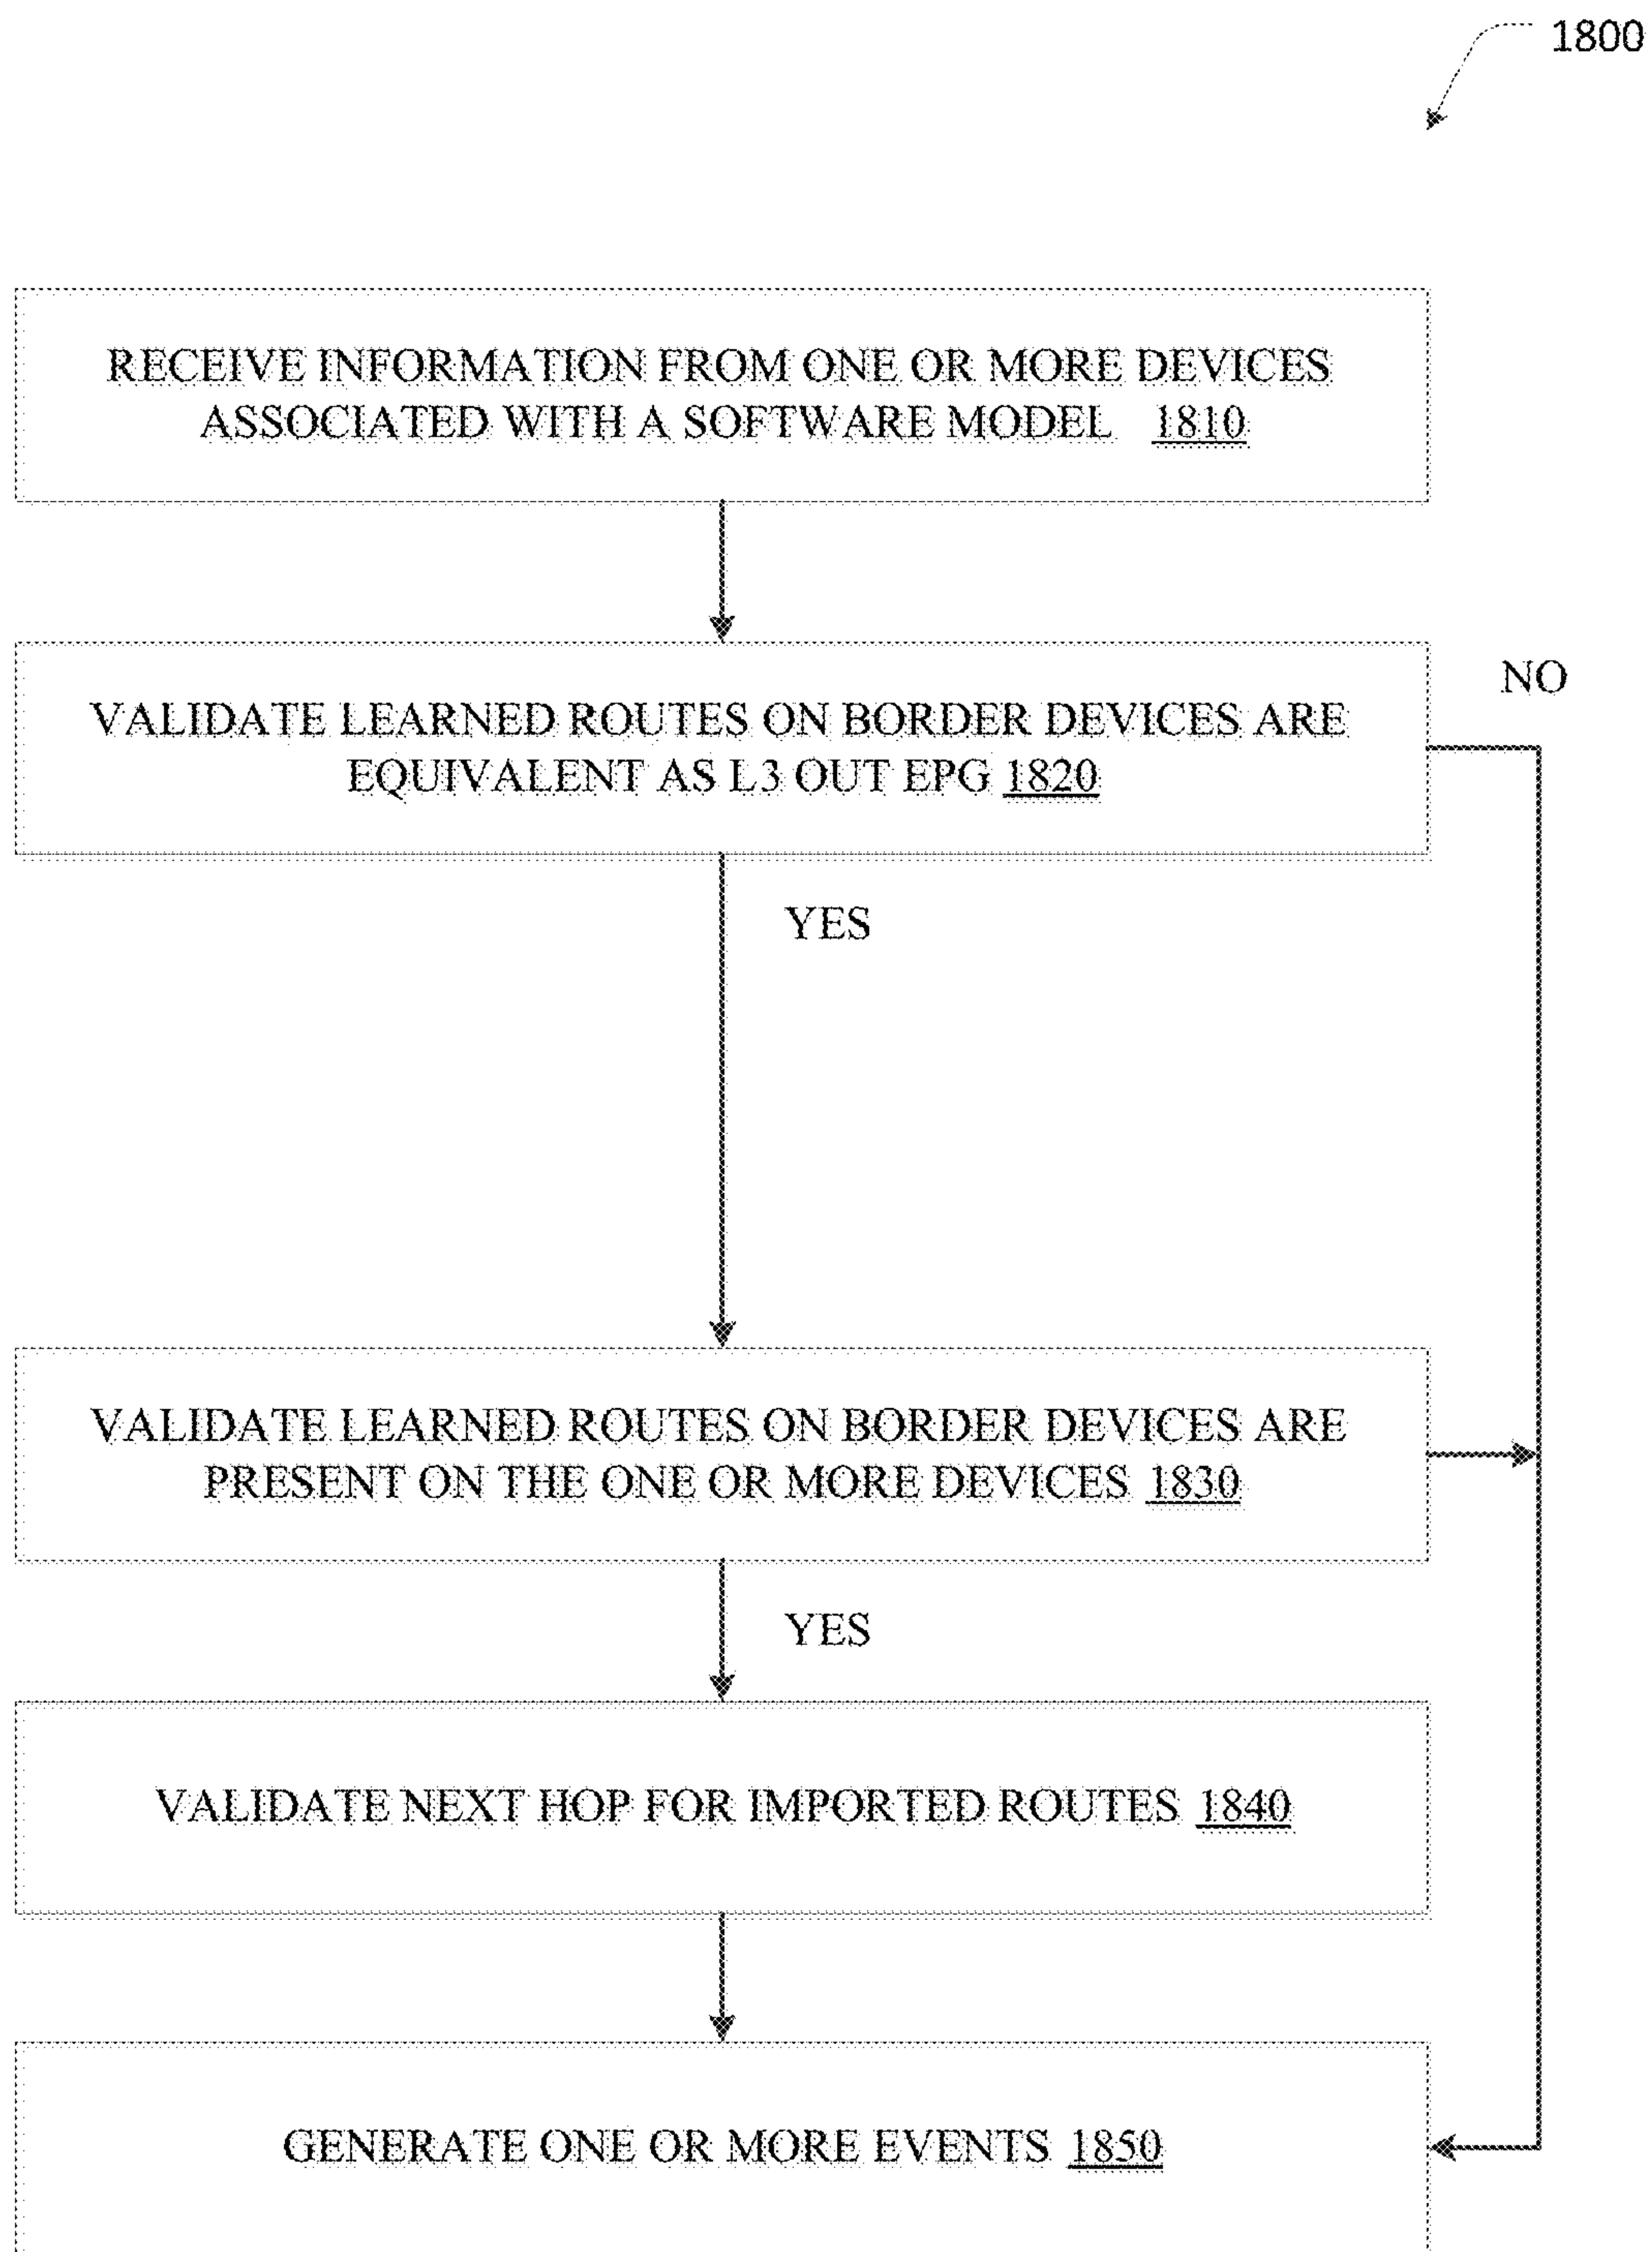 1800
RECEIVE INFORMATION FROM ONE OR MORE DEVICES
ASSOCIATED WITH A SOFTWARE MODEL 1810
NO
VALIDATE LEARNED ROUTES ON BORDER DEVICES ARE
EQUIVALENT AS L3 OUT EPG 1820
YES
VALIDATE LEARNED ROUTES ON BORDER DEVICES ARE
PRESENT ON THE ONE OR MORE DEVICES 1830
YES
VALIDATE NEXT HOP FOR IMPORTED ROUTES 1840
GENERATE ONE OR MORE EVENTS 1850